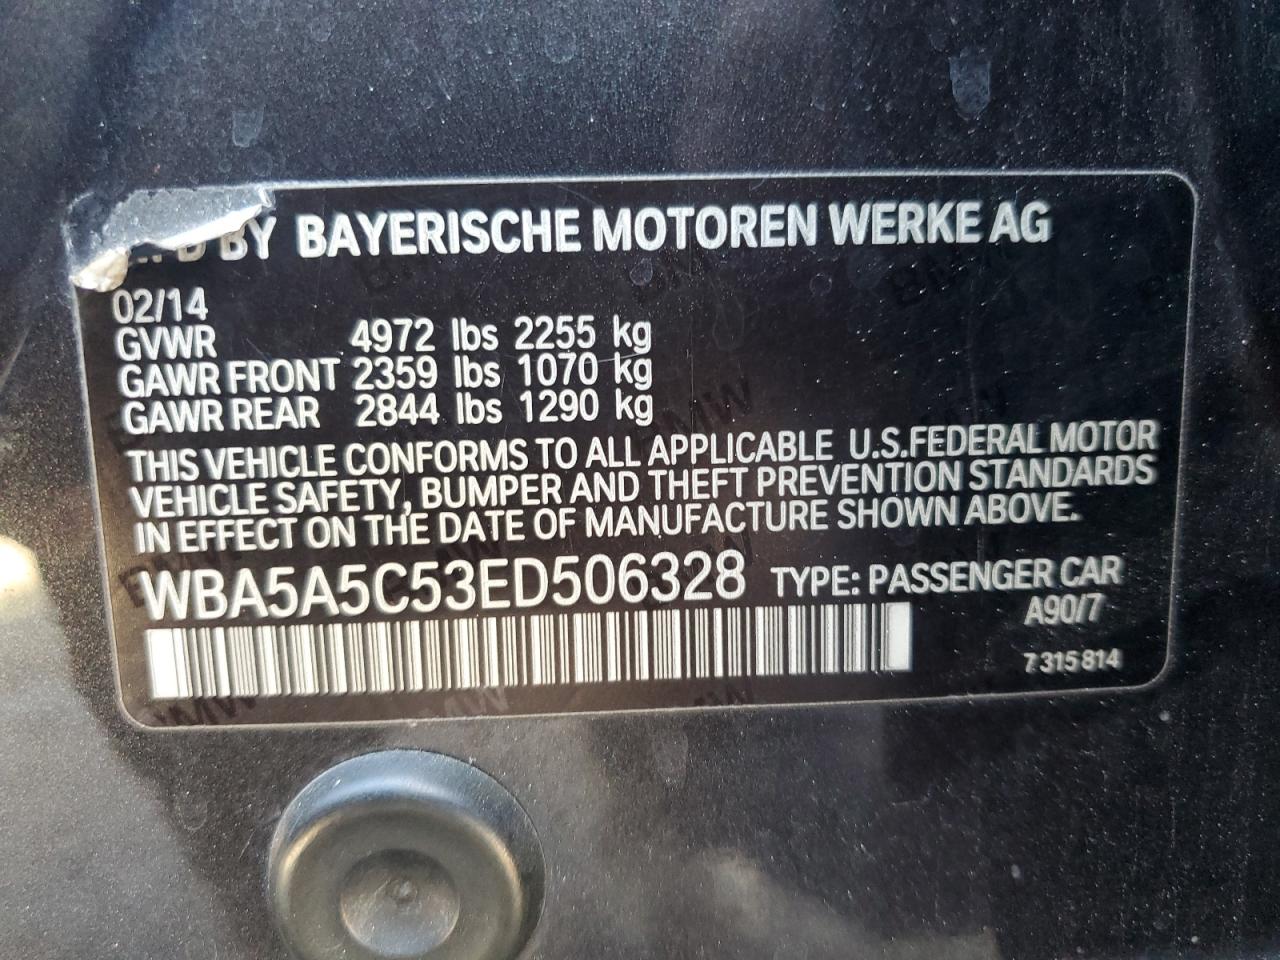 BY BAYERISCHE MOTOREN WERKE AG
02/14
GVWR 4972 lbs 2255 kg
GAWR FRONT 2359 lbs 1070 kg
GAWR REAR 2844 lbs 1290 kg
THIS VEHICLE CONFORMS TO ALL APPLICABLE U.S.FEDERAL MOTOR
VEHICLE SAFETY, BUMPER AND THEFT PREVENTION STANDARDS
IN EFFECT ON THE DATE OF MANUFACTURE SHOWN ABOVE.
WBA5A5C53ED506328 TYPE: PASSENGER CAR
A90/7
7 315 814